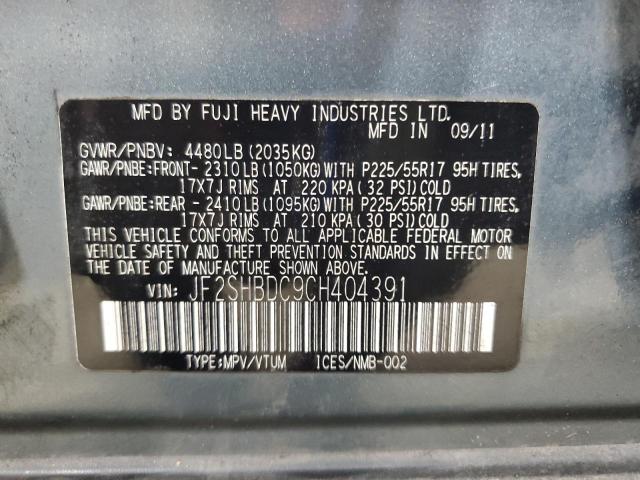 MFD BY FUJI HEAVY INDUSTRIES LTD.
MFD IN 09/11
GVWR/PNBV: 4480LB(2035KG)
GAWR/PNBE:FRONT- 2310LB(1050KG)WITH P225/55R17 95H TIRES,
17X7J RIMS AT 220 KPA(32 PSI)COLD
GAWR/PNBE:REAR - 2410LB(1095KG)WITH P225/55R17 95H TIRES,
17X7J RIMS AT 210 KPA(30 PSI)COLD
THIS VEHICLE CONFORMS TO ALL APPLICABLE FEDERAL MOTOR
VEHICLE SAFETY AND THEFT PREVENTION STANDARDS IN EFFECT ON
THE DATE OF MANUFACTURE SHOWN ABOVE.
VIN: JF2SHBDC9CH404391
TYPE:MPV/VTUM ICES/NMB-002